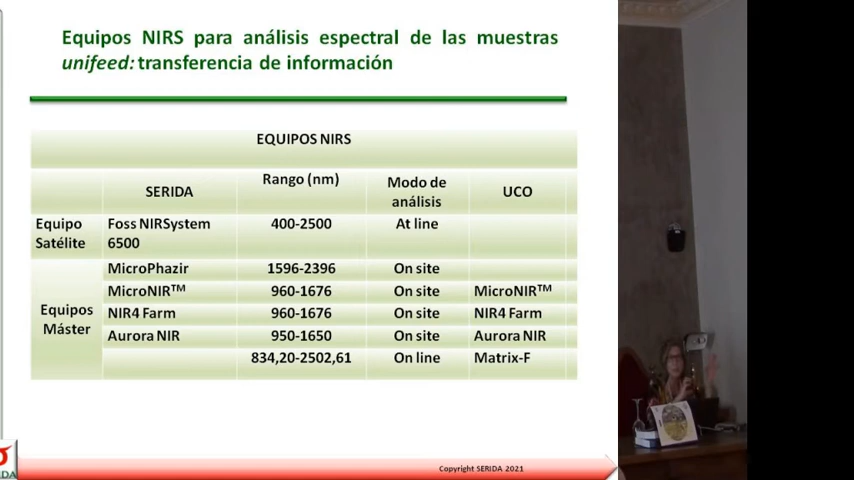 Equipos NIRS para análisis espectral de las muestras
unifeed: transferencia de información
EQUIPOS NIRS
SERIDA Rango (nm) Modo de análisis UCO
Equipo Satélite Foss NIRSystem 6500 400-2500 At line
Equipos Máster
MicroPhazir 1596-2396 On site
MicroNIR™ 960-1676 On site MicroNIR™
NIR4 Farm 960-1676 On site NIR4 Farm
Aurora NIR 950-1650 On site Aurora NIR
834,20-2502,61 On line Matrix-F
Copyright SERIDA 2021